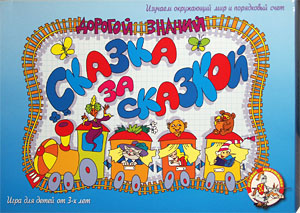 Изучаем окружающий мир и порядковый счет
ДОРОГОЙ ЗНАНИЙ
СКАЗКА
ЗА
СКАЗКОЙ
Игра для детей от 3-х лет